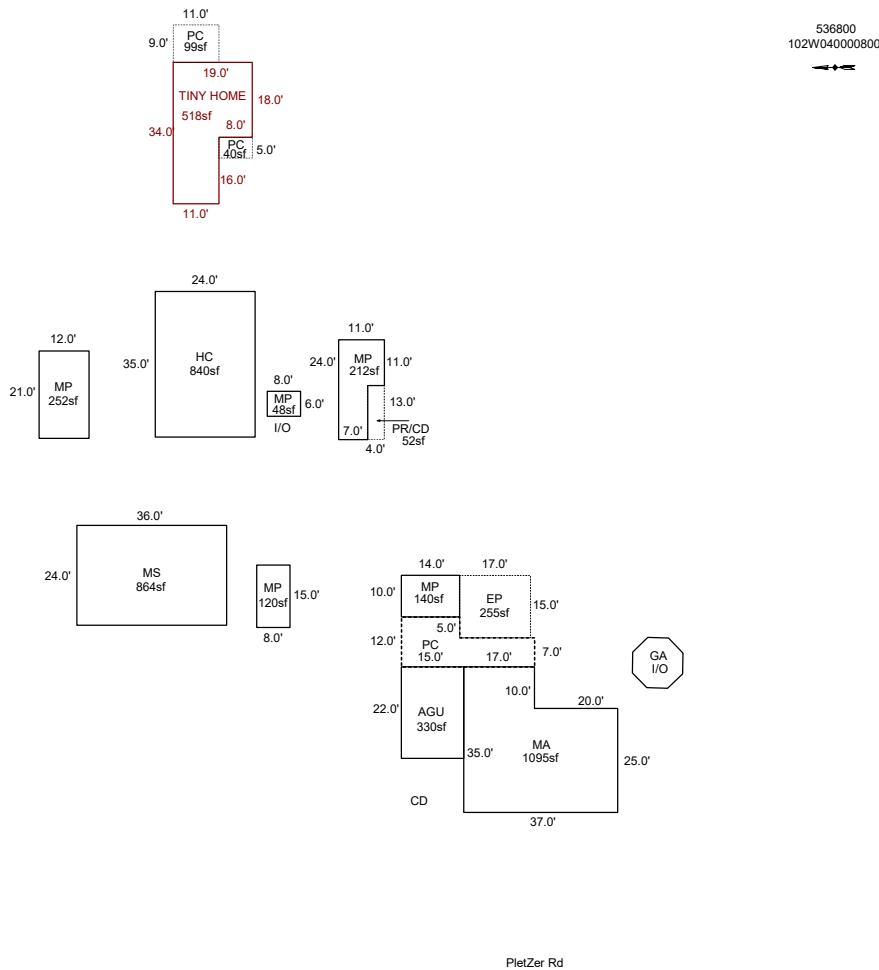 11.0'
536800
102W040000800
9.0'
PC
99sf
19.0'
TINY HOME
18.0'
518sf
8.0'
34.0'
PC
40sf
5.0'
16.0'
11.0'
24.0'
12.0'
11.0'
35.0'
HC
840sf
24.0'
MP
212sf
11.0'
21.0'
MP
252sf
8.0'
MP
48sf
6.0'
13.0'
I/O
7.0'
PR/CD
52sf
4.0'
36.0'
24.0'
MS
864sf
MP
120sf
15.0'
8.0'
14.0'
17.0'
10.0'
MP
140sf
EP
255sf
15.0'
5.0'
12.0'
PC
15.0'
17.0'
7.0'
GA
I/O
10.0'
20.0'
22.0'
AGU
330sf
35.0'
MA
1095sf
25.0'
CD
37.0'
PletZer Rd